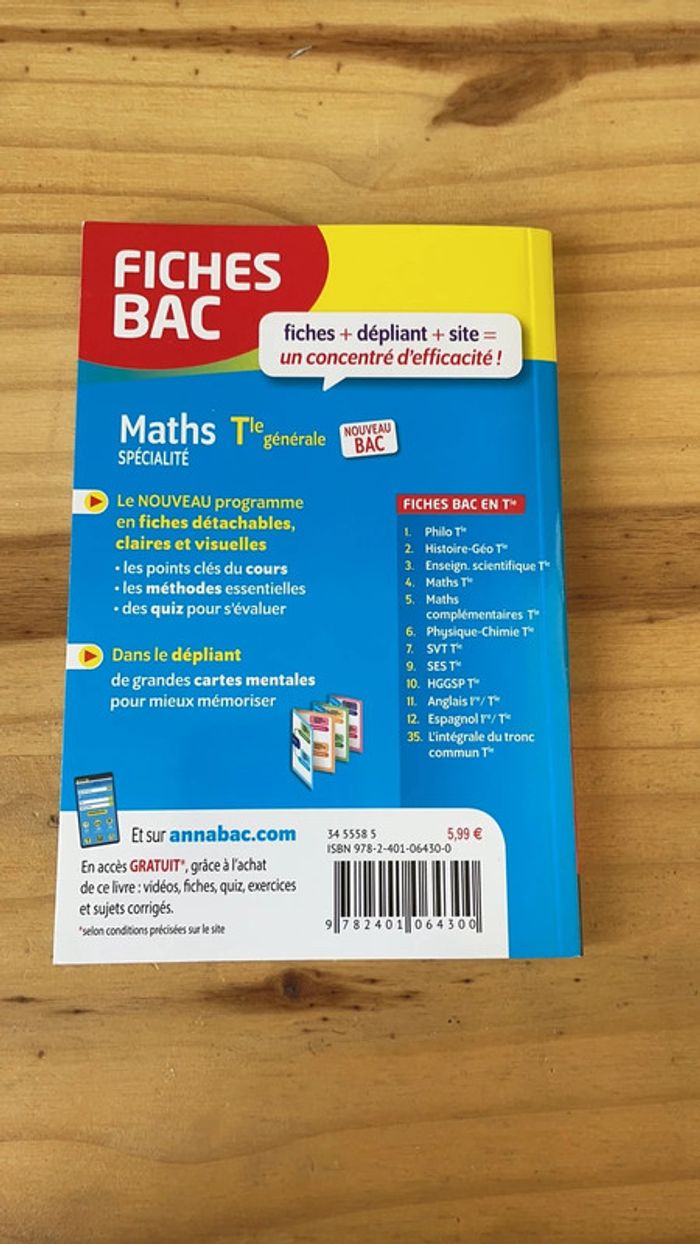 FICHES
BAC
fiches + dépliant + site =
un concentré d'efficacité !
Maths Tle générale
SPÉCIALITÉ
NOUVEAU
BAC
Le NOUVEAU programme
en fiches détachables,
claires et visuelles
• les points clés du cours
• les méthodes essentielles
• des quiz pour s'évaluer
Dans le dépliant
de grandes cartes mentales
pour mieux mémoriser
FICHES BAC EN Tle
1. Philo Tle
2. Histoire-Géo Tle
3. Enseign. scientifique Tle
4. Maths Tle
5. Maths
complémentaires Tle
6. Physique-Chimie Tle
7. SVT Tle
9. SES Tle
10. HGGSP Tle
11. Anglais 1re/ Tle
12. Espagnol 1re/ Tle
35. L'intégrale du tronc
commun Tle
Et sur annabac.com
En accès GRATUIT*, grâce à l'achat
de ce livre : vidéos, fiches, quiz, exercices
et sujets corrigés.
*selon conditions précisées sur le site
34 5558 5
5,99 €
ISBN 978-2-401-06430-0
9 782401 064300